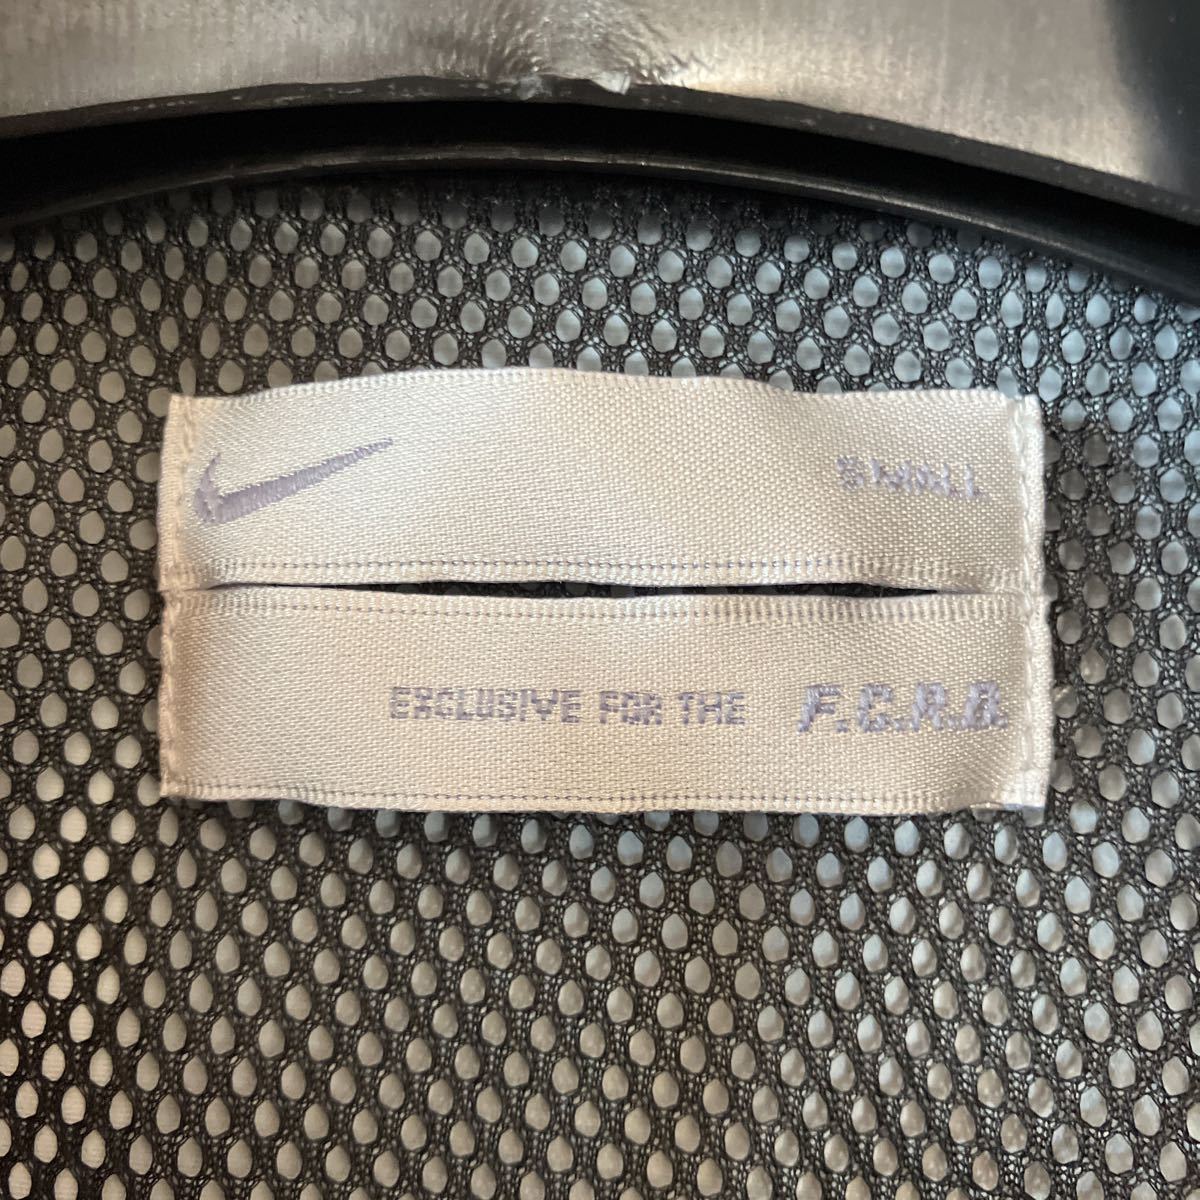 SMALL
EXCLUSIVE FOR THE F.C.R.B.